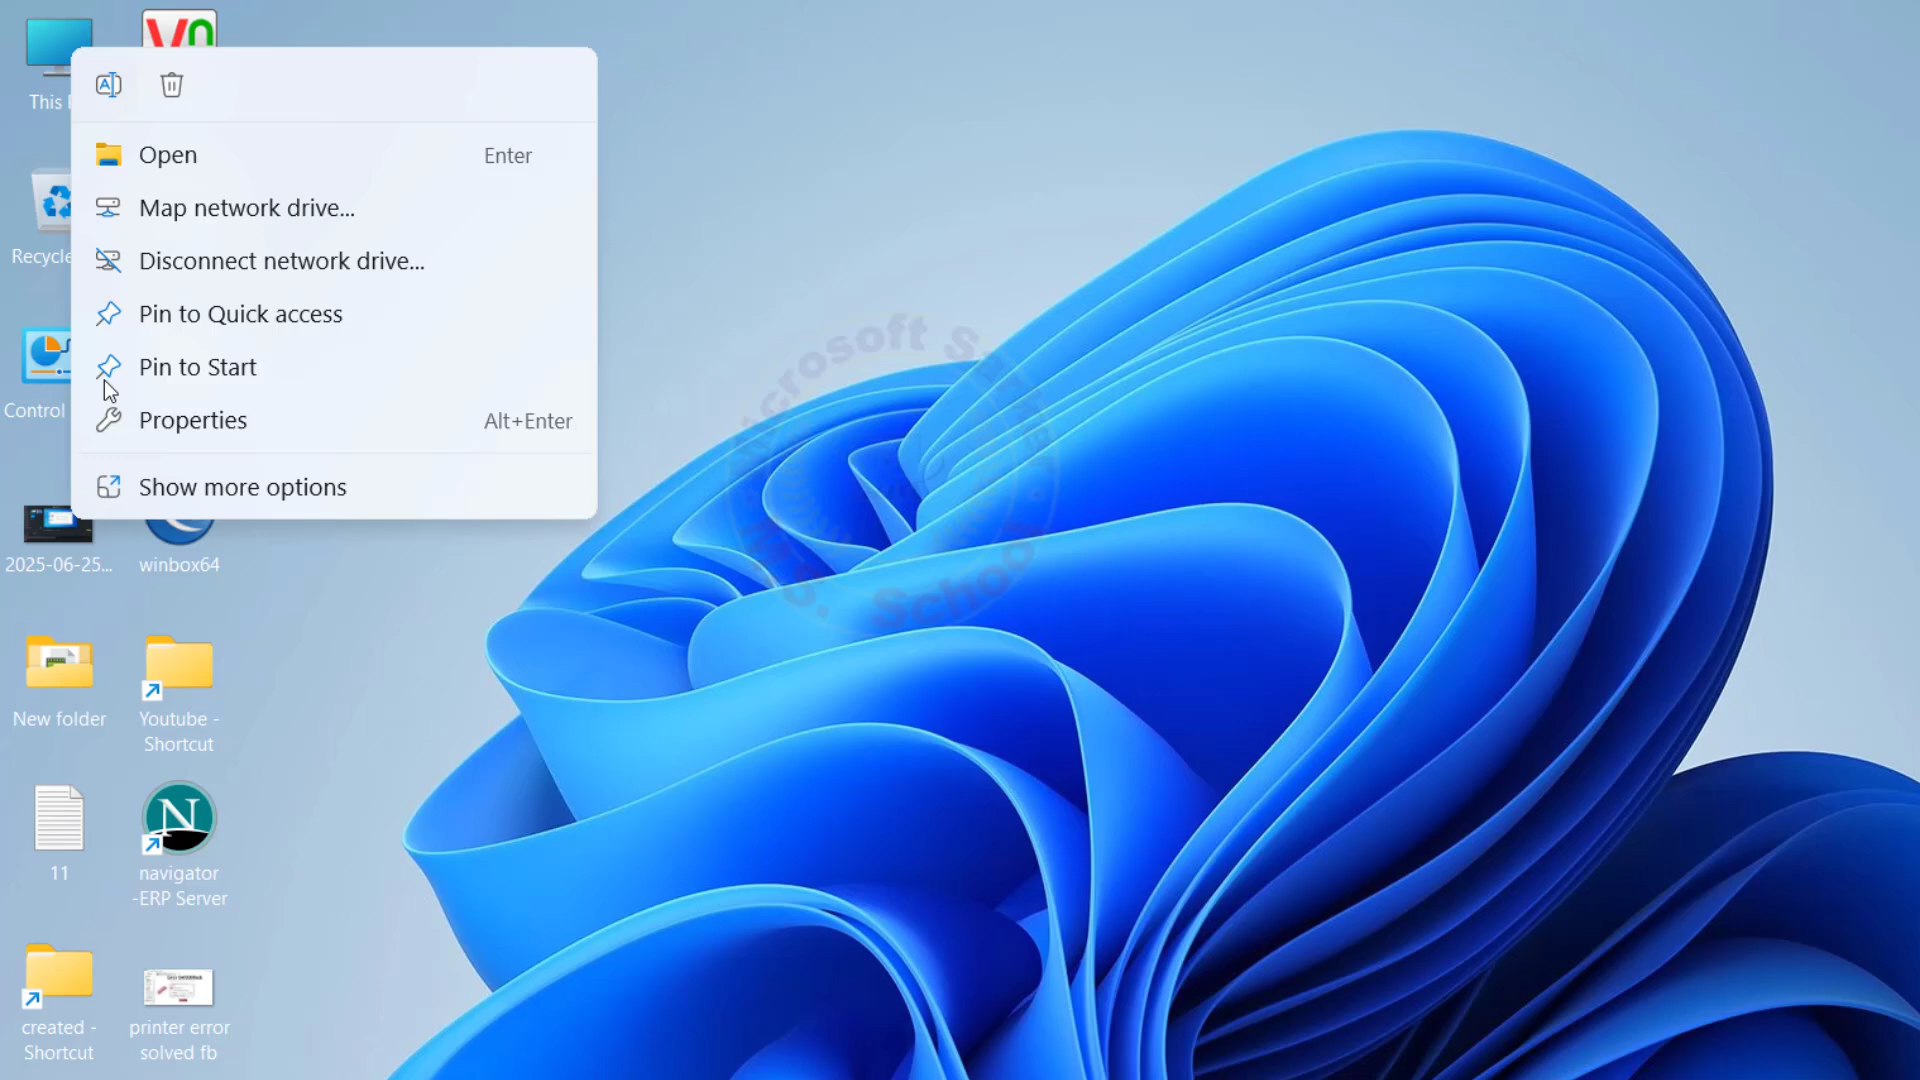 This
Open Enter
Map network drive...
Recycle
Disconnect network drive...
Pin to Quick access
Pin to Start
Control
Properties Alt+Enter
Show more options
2025-06-25...
winbox64
New folder
Youtube -
Shortcut
11
N
navigator
-ERP Server
created -
Shortcut
printer error
solved fb
Microsoft
M.S. School